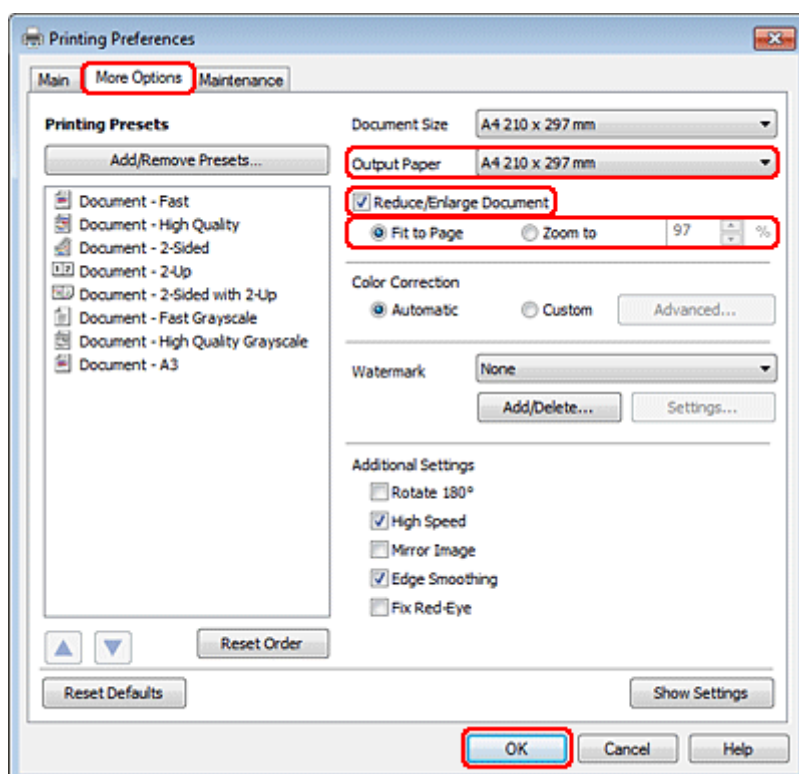 Printing Preferences
Main More Options Maintenance
Printing Presets
Add/Remove Presets...
Document - Fast
Document - High Quality
Document - 2-Sided
Document - 2-Up
Document - 2-Sided with 2-Up
Document - Fast Grayscale
Document - High Quality Grayscale
Document - A3
Reset Order
Document Size A4 210 x 297 mm
Output Paper A4 210 x 297 mm
Reduce/Enlarge Document
Fit to Page Zoom to 97 %
Color Correction
Automatic Custom Advanced...
Watermark None
Add/Delete... Settings...
Additional Settings
Rotate 180°
High Speed
Mirror Image
Edge Smoothing
Fix Red-Eye
Reset Defaults Show Settings
OK Cancel Help